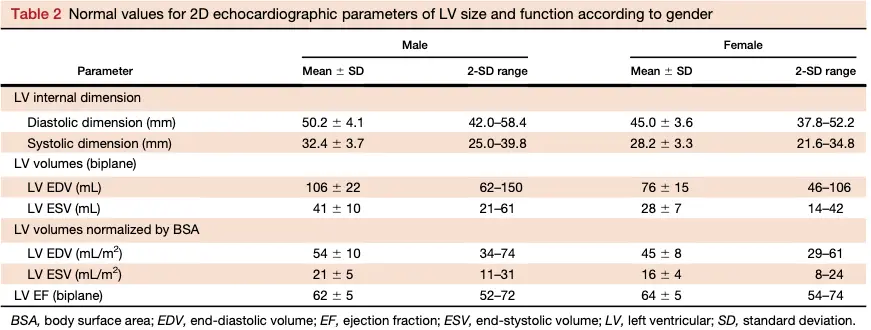 Table 2 Normal values for 2D echocardiographic parameters of LV size and function according to gender
Male Female
Parameter Mean ± SD 2-SD range Mean ± SD 2-SD range
LV internal dimension
Diastolic dimension (mm) 50.2 ± 4.1 42.0–58.4 45.0 ± 3.6 37.8–52.2
Systolic dimension (mm) 32.4 ± 3.7 25.0–39.8 28.2 ± 3.3 21.6–34.8
LV volumes (biplane)
LV EDV (mL) 106 ± 22 62–150 76 ± 15 46–106
LV ESV (mL) 41 ± 10 21–61 28 ± 7 14–42
LV volumes normalized by BSA
LV EDV (mL/m²) 54 ± 10 34–74 45 ± 8 29–61
LV ESV (mL/m²) 21 ± 5 11–31 16 ± 4 8–24
LV EF (biplane) 62 ± 5 52–72 64 ± 5 54–74
BSA, body surface area; EDV, end-diastolic volume; EF, ejection fraction; ESV, end-stystolic volume; LV, left ventricular; SD, standard deviation.